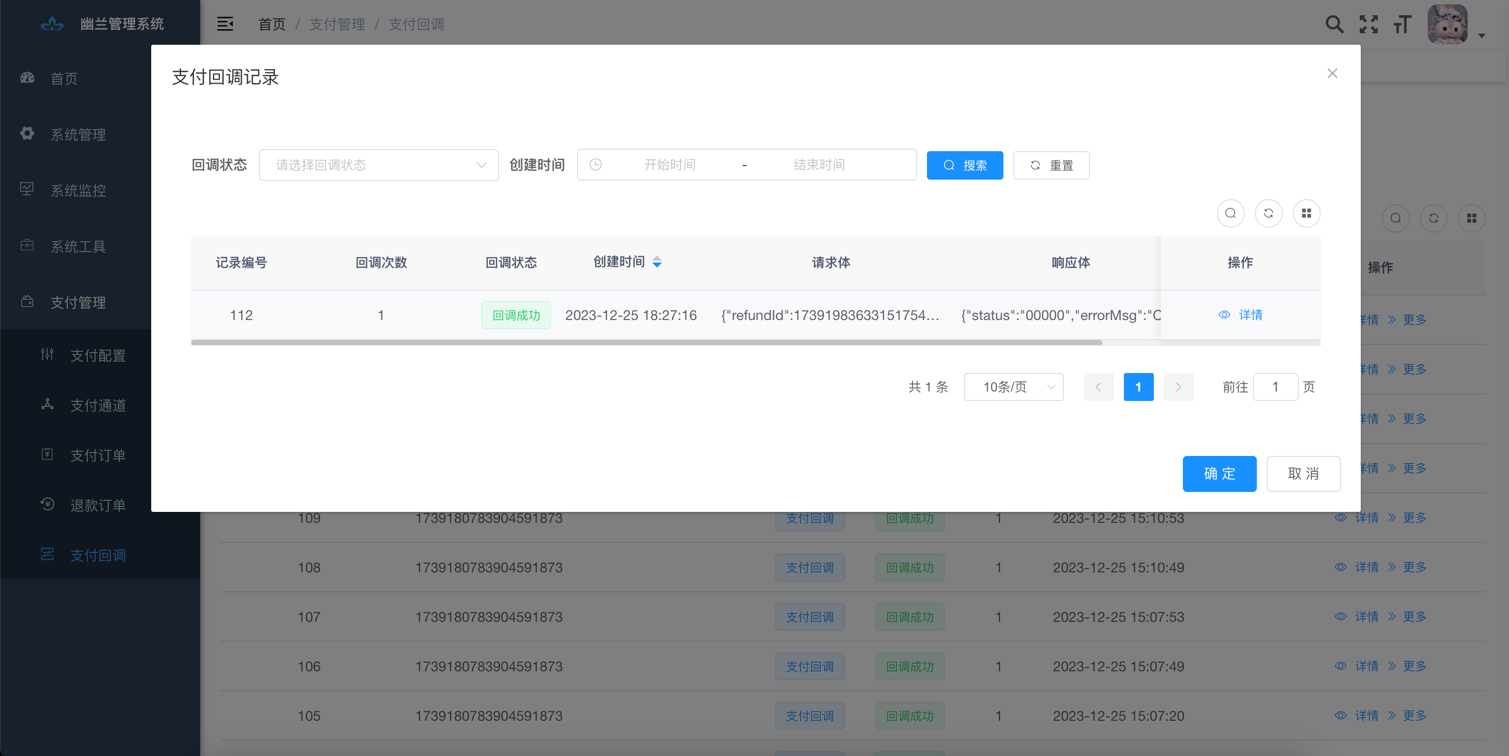 幽兰管理系统
首页 / 支付管理 / 支付回调
首页
系统管理
系统监控
系统工具
支付管理
支付配置
支付通道
支付订单
退款订单
支付回调
支付回调记录
回调状态 请选择回调状态 创建时间 开始时间 - 结束时间 搜索 重置
记录编号 回调次数 回调状态 创建时间 请求体 响应体 操作
112 1 回调成功 2023-12-25 18:27:16 {"refundId":17391983633151754... {"status":"00000","errorMsg":"C 详情
共 1 条 10条/页 1 前往 1 页
确 定 取 消
操作
详情 更多
详情 更多
详情 更多
详情 更多
109 1739180783904591873 支付回调 回调成功 1 2023-12-25 15:10:53 详情 更多
108 1739180783904591873 支付回调 回调成功 1 2023-12-25 15:10:49 详情 更多
107 1739180783904591873 支付回调 回调成功 1 2023-12-25 15:07:53 详情 更多
106 1739180783904591873 支付回调 回调成功 1 2023-12-25 15:07:49 详情 更多
105 1739180783904591873 支付回调 回调成功 1 2023-12-25 15:07:20 详情 更多